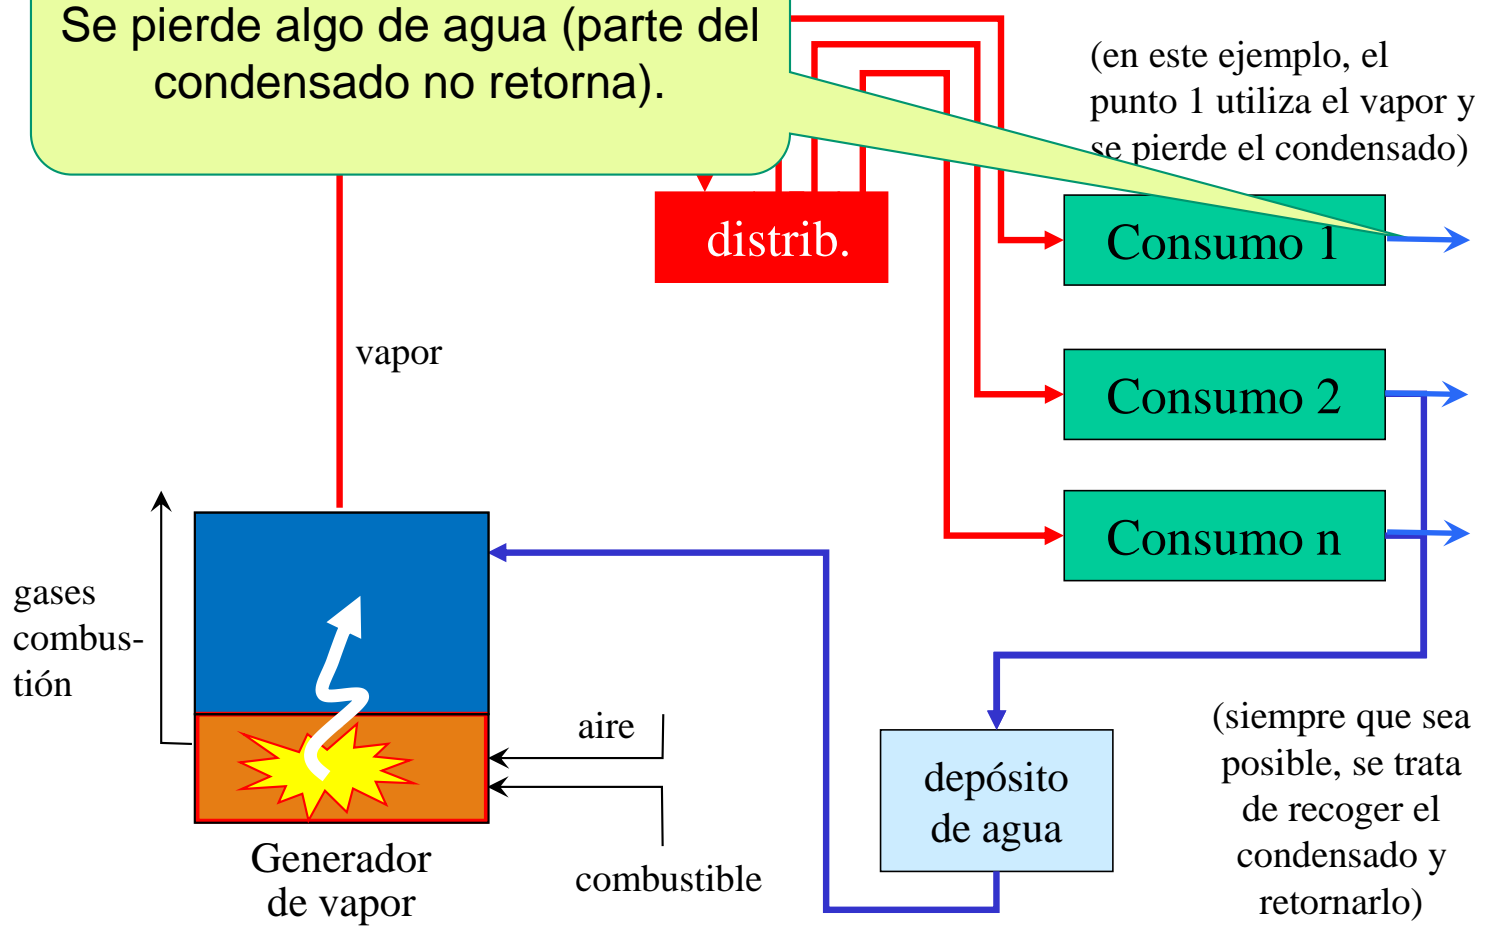 Se pierde algo de agua (parte del
condensado no retorna).
(en este ejemplo, el
punto 1 utiliza el vapor y
se pierde el condensado)
distrib.
Consumo 1
vapor
Consumo 2
Consumo n
gases
combus-
tión
aire
combustible
Generador
de vapor
depósito
de agua
(siempre que sea
posible, se trata
de recoger el
condensado y
retornarlo)